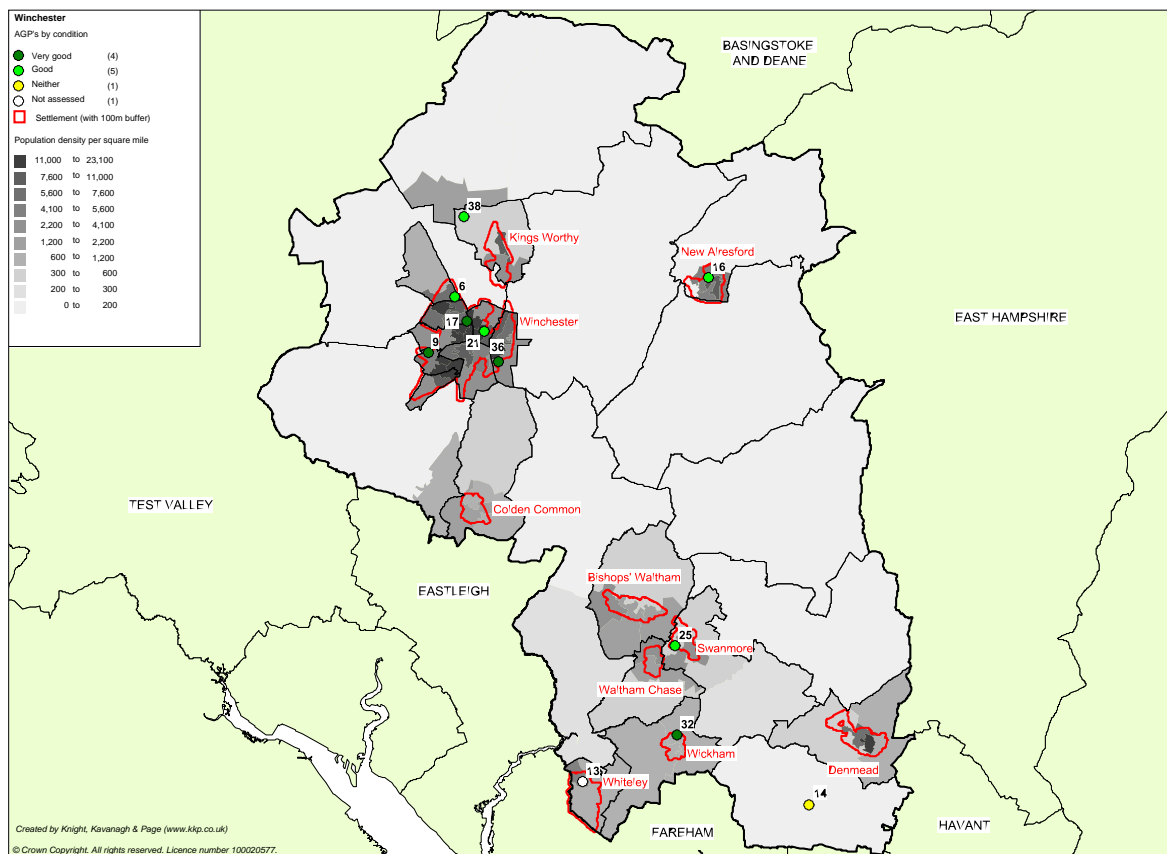 Winchester
AGP's by condition
Very good (4)
Good (5)
Neither (1)
Not assessed (1)
Settlement (with 100m buffer)
Population density per square mile
11,000 to 23,100
7,600 to 11,000
5,600 to 7,600
4,100 to 5,600
2,200 to 4,100
1,200 to 2,200
600 to 1,200
300 to 600
200 to 300
0 to 200
BASINGSTOKE
AND DEANE
38
Kings Worthy
New Alresford
16
6
EAST HAMPSHIRE
17
Winchester
9
21
36
TEST VALLEY
Colden Common
EASTLEIGH
Bishops' Waltham
25
Swanmore
Waltham Chase
32
Wickham
Denmead
13
Whiteley
14
FAREHAM
HAVANT
Created by Knight, Kavanagh & Page (www.kkp.co.uk)
© Crown Copyright. All rights reserved. Licence number 100020577.